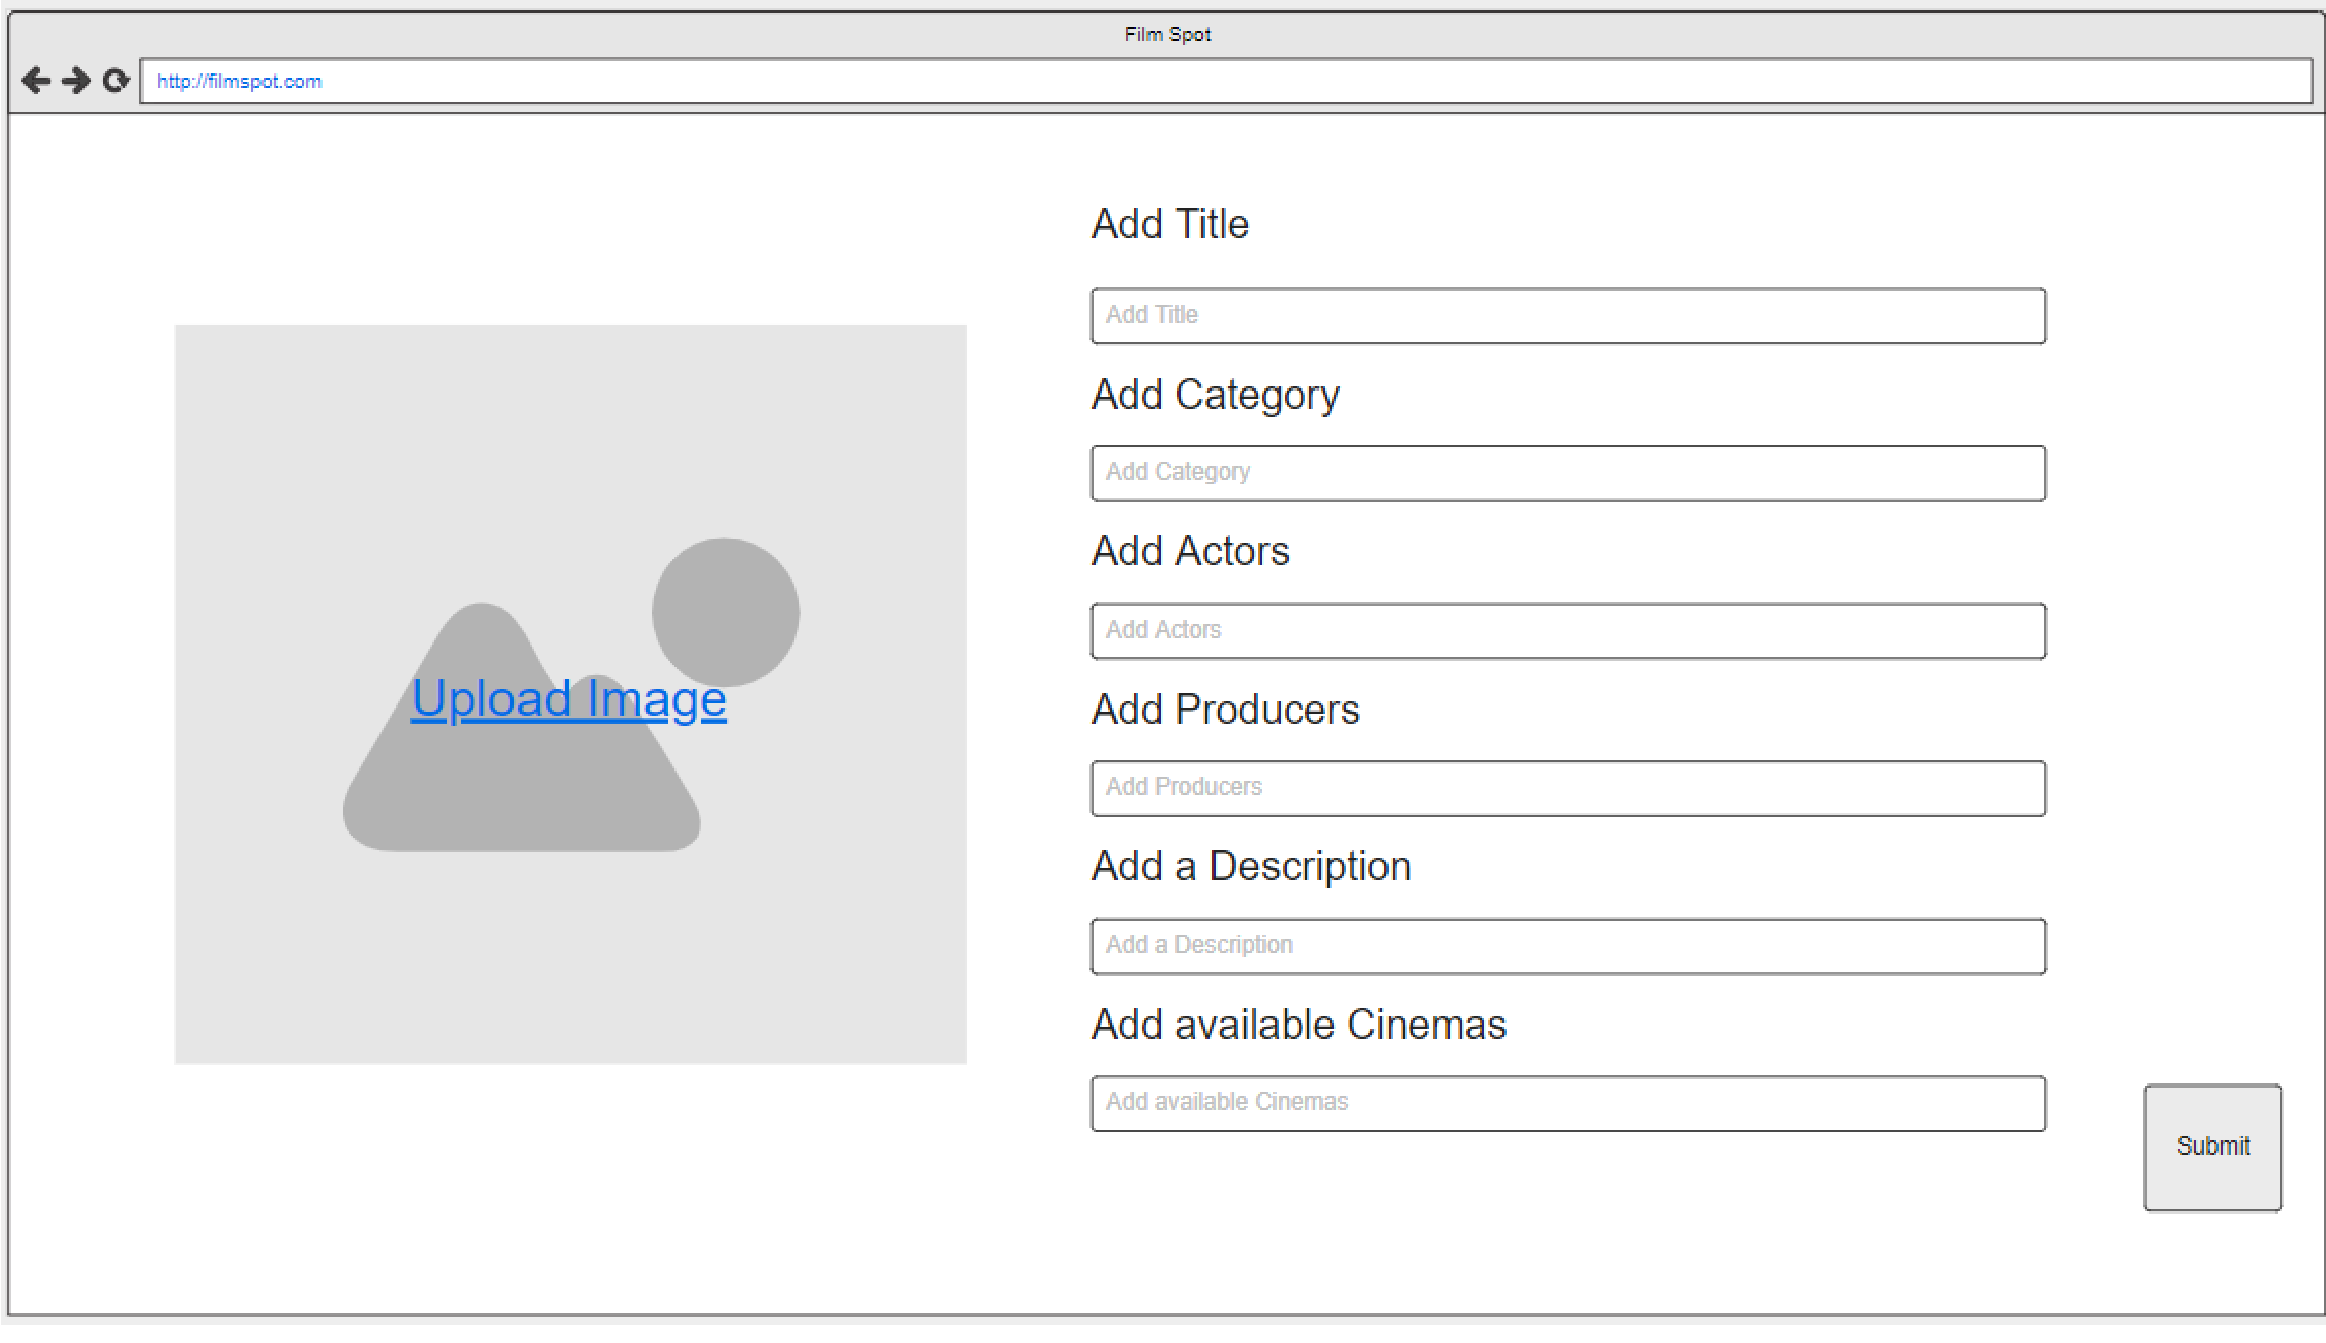 Film Spot
http://filmspot.com
Upload Image
Add Title
Add Title
Add Category
Add Category
Add Actors
Add Actors
Add Producers
Add Producers
Add a Description
Add a Description
Add available Cinemas
Add available Cinemas
Submit